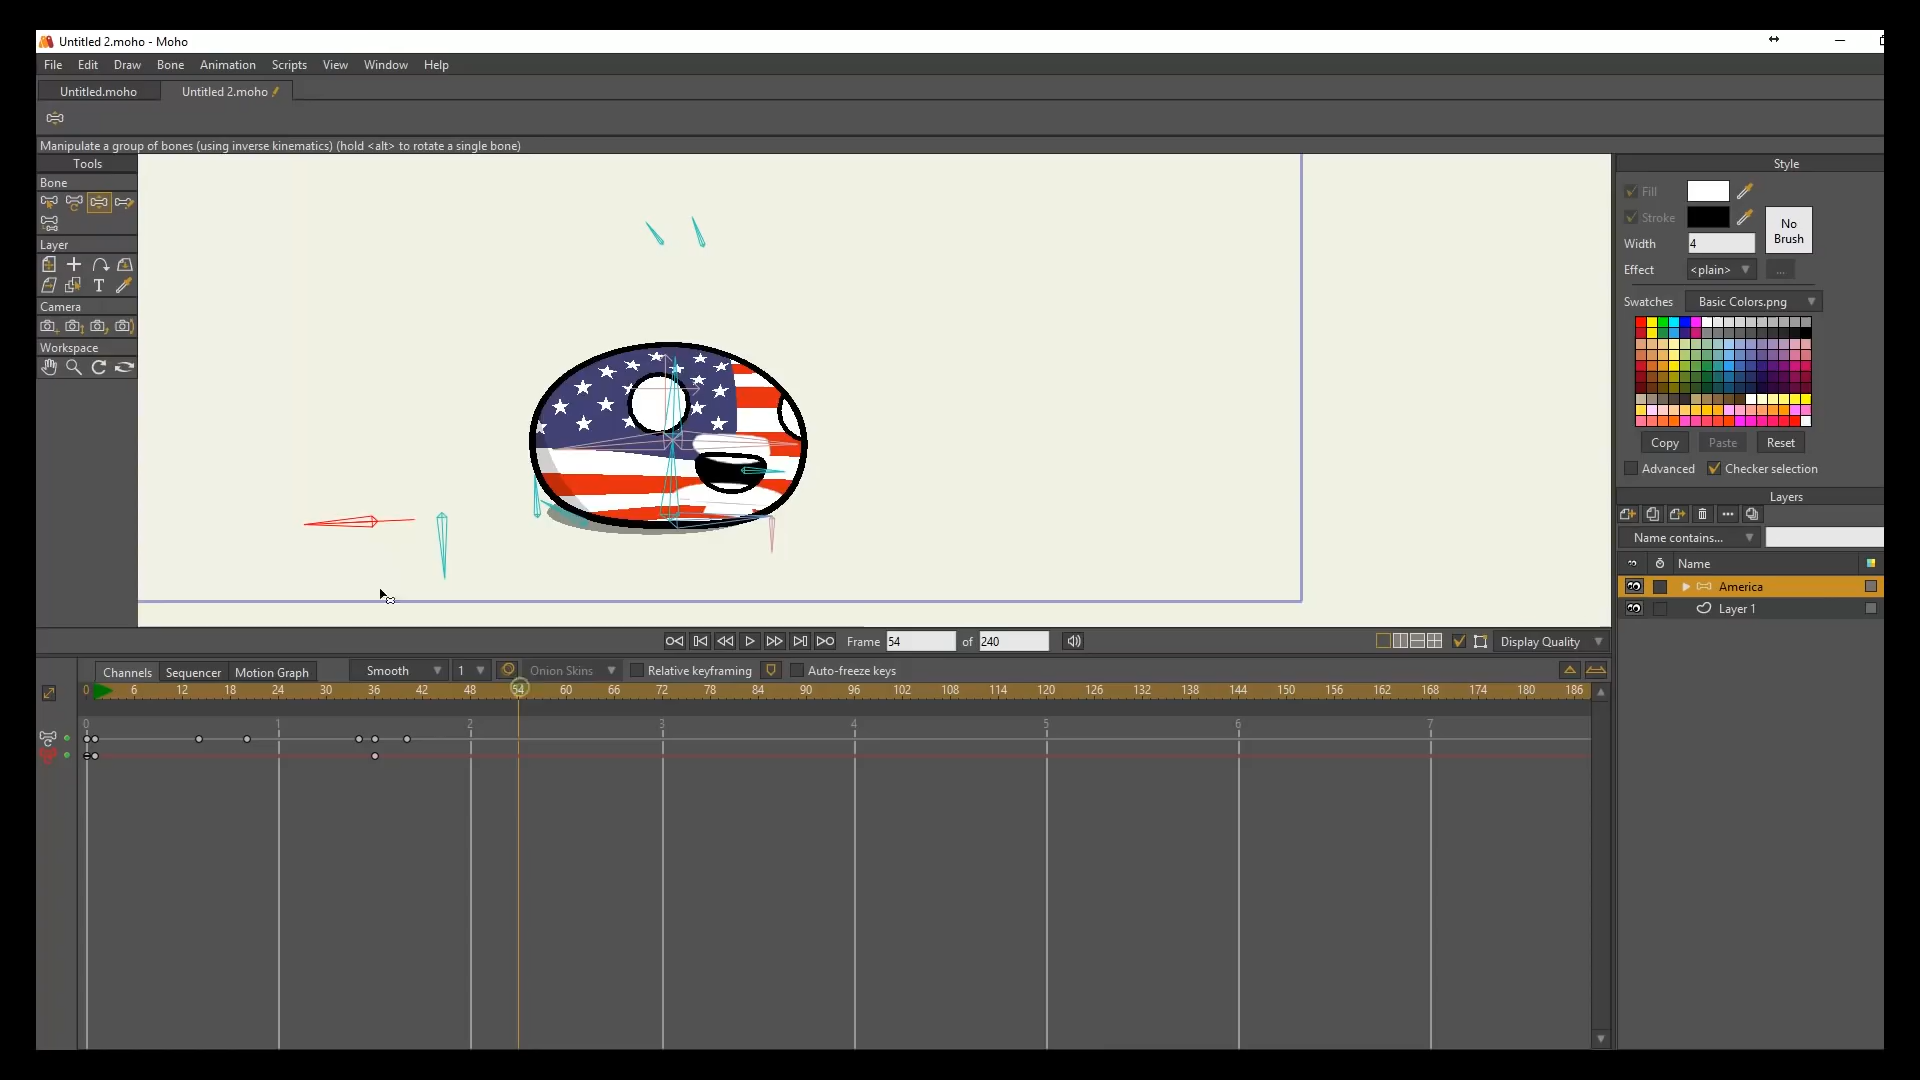 Untitled 2.moho - Moho
File Edit Draw Bone Animation Scripts View Window Help
Untitled.moho Untitled 2.moho
Manipulate a group of bones (using inverse kinematics) (hold <alt> to rotate a single bone)
Tools
Bone
Layer
T
Camera
Workspace
Style
Fill
Stroke
No Brush
Width 4
Effect <plain> ...
Swatches Basic Colors.png
Copy Paste Reset
Advanced Checker selection
Layers
Name contains...
Name
America
Layer 1
Frame 54 of 240 Display Quality
Channels Sequencer Motion Graph Smooth 1 Onion Skins Relative keyframing Auto-freeze keys
0 6 12 18 24 30 36 42 48 54 60 66 72 78 84 90 96 102 108 114 120 126 132 138 144 150 156 162 168 174 180 186
0 1 2 3 4 5 6 7